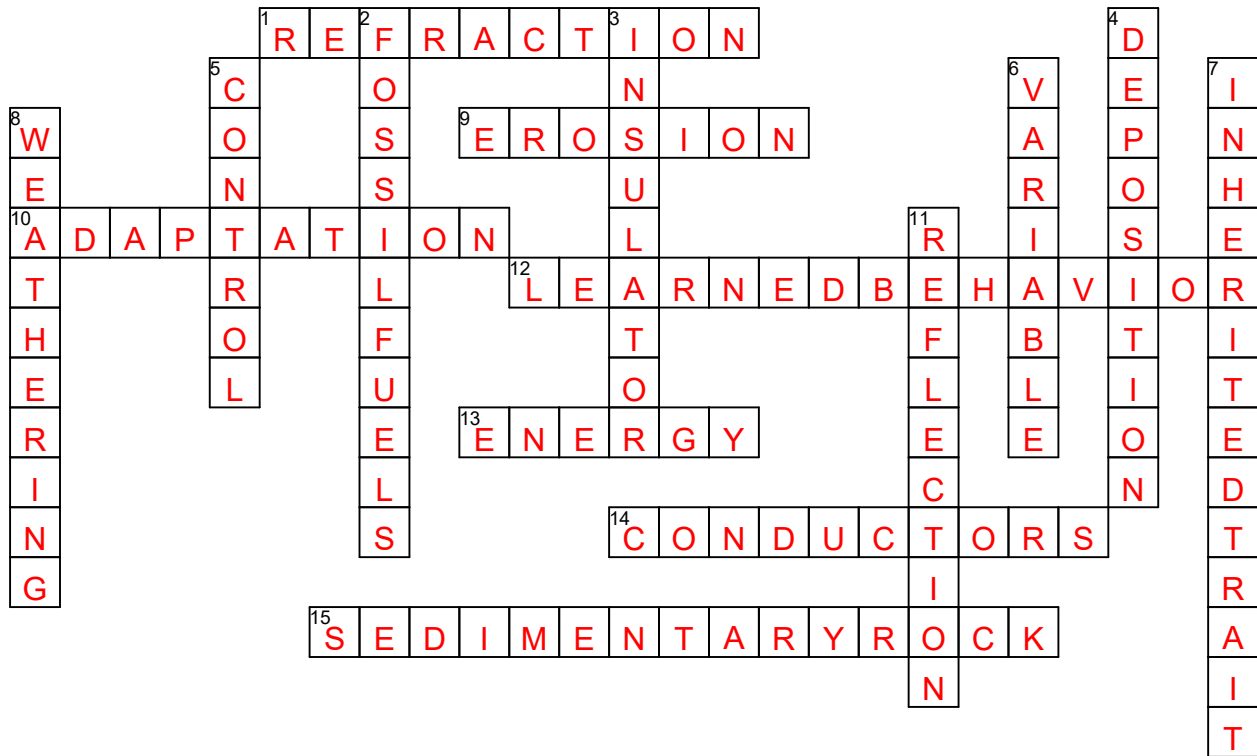 1 REFRACTION
2 FOSSILFUELS
3 INSULATOR
4 DEPOSITION
5 CONTROL
6 VARIABLE
7 INHERITEDTRAIT
8 WEATHERING
9 EROSION
10 ADAPTATION
11 REFLECTION
12 LEARNEDBEHAVIOR
13 ENERGY
14 CONDUCTORS
15 SEDIMENTARYROCK